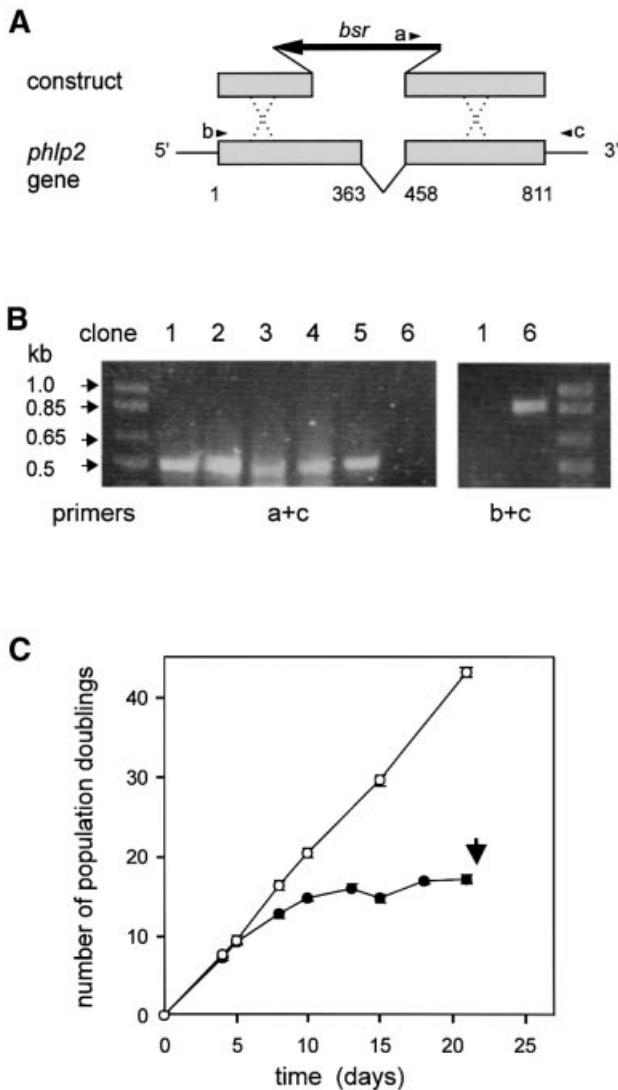 A
bsr
a
construct
b
c
phlp2
gene
5'
3'
1
363
458
811
B
clone 1 2 3 4 5 6 1 6
kb
1.0
0.85
0.65
0.5
primers a+c b+c
C
number of population doublings
40
30
20
10
0
0 5 10 15 20 25
time (days)